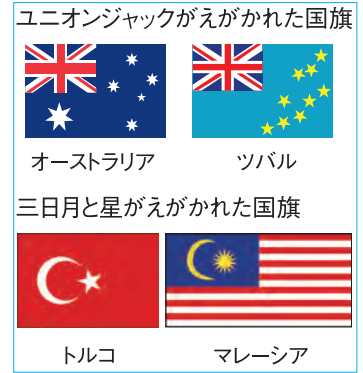 ユニオンジャックがえがかれた国旗
オーストラリア ツバル
三日月と星がえがかれた国旗
トルコ マレーシア